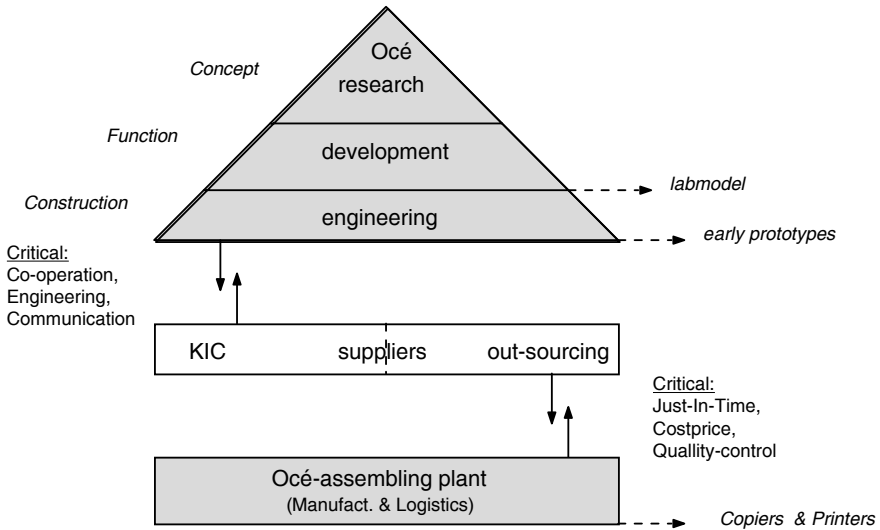 Océ
Concept
research
Function
development
labmodel
Construction
engineering
early prototypes
Critical:
Co-operation,
Engineering,
Communication
KIC suppliers out-sourcing
Critical:
Just-In-Time,
Costprice,
Quallity-control
Océ-assembling plant
(Manufact. & Logistics)
Copiers & Printers